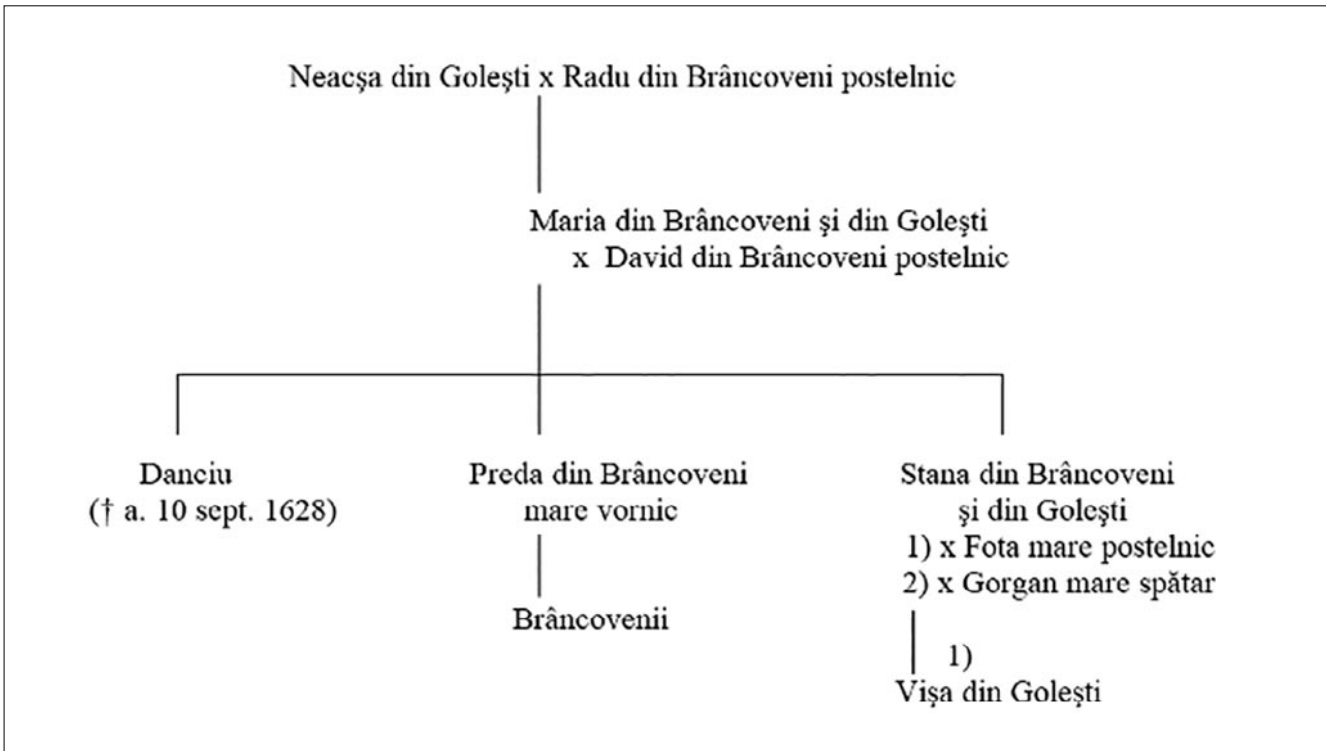 Neacşa din Goleşti x Radu din Brâncoveni postelnic
Maria din Brâncoveni şi din Goleşti
x David din Brâncoveni postelnic
Danciu
(† a. 10 sept. 1628)
Preda din Brâncoveni
mare vornic
Brâncovenii
Stana din Brâncoveni
şi din Goleşti
1) x Fota mare postelnic
2) x Gorgan mare spătar
1)
Vişa din Goleşti